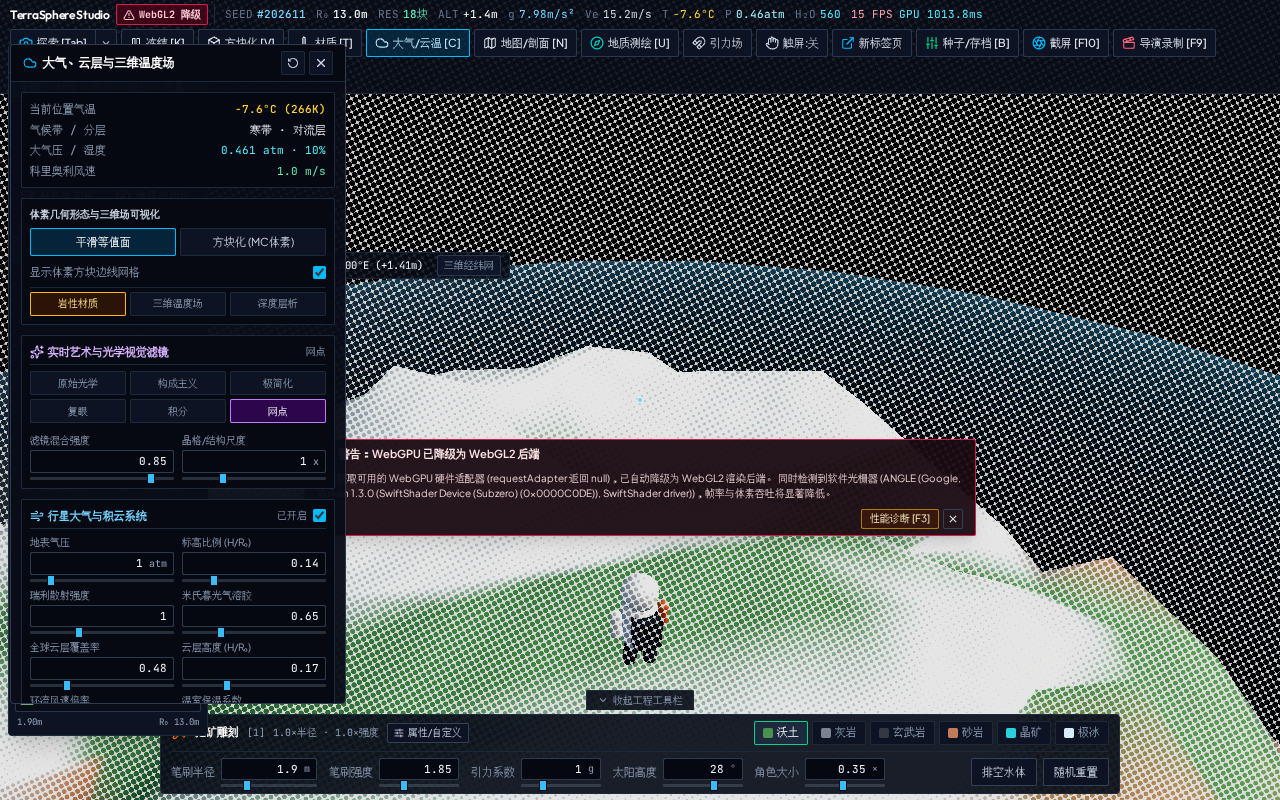 TerraSphere Studio WebGL2 降级 SEED #202611 R₀ 13.0m RES 18块 ALT +1.4m g 7.98m/s² Ve 15.2m/s T -7.6°C P 0.46atm H₂O 560 15 FPS GPU 1013.8ms
探索 [Tab] 冻结 [K] 方块化 [V] 材质 [T] 大气/云温 [C] 地图/剖面 [N] 地质测绘 [U] 引力场 触屏:关 新标签页 种子/存档 [B] 截屏 [F10] 导演录制 [F9]
大气、云层与三维温度场
当前位置气温 -7.6°C (266K)
气候带 / 分层 寒带 · 对流层
大气压 / 湿度 0.461 atm · 10%
科里奥利风速 1.0 m/s
体素几何形态与三维场可视化
平滑等值面 方块化 (MC体素)
00°E (+1.41m) 三维经纬网
显示体素方块边线网格
岩性材质 三维温度场 深度层析
实时艺术与光学视觉滤镜 网点
原始光学 构成主义 极简化
复眼 积分 网点
滤镜混合强度 晶格/结构尺度
0.85 1 x
告：WebGPU 已降级为 WebGL2 后端
取可用的 WebGPU 硬件适配器 (requestAdapter 返回 null)，已自动降级为 WebGL2 渲染后端。同时检测到软件光栅器 (ANGLE (Google,
1.3.0 (SwiftShader Device (Subzero) (0x0000C0DE)), SwiftShader driver))，帧率与体素吞吐将显著降低。
性能诊断 [F3]
行星大气与积云系统 已开启
地表气压 标高比例 (H/R₀)
1 atm 0.14
瑞利散射强度 米氏暮光气溶胶
1 0.65
全球云层覆盖率 云层高度 (H/R₀)
0.48 0.17
环流风速倍率 温室保温系数
收起工程工具栏
1.90m R₀ 13.0m
矿雕刻 [1] 1.0×半径 · 1.0×强度 属性/自定义 沃土 灰岩 玄武岩 砂岩 晶矿 极冰
笔刷半径 1.9 m 笔刷强度 1.85 引力系数 1 g 太阳高度 28 ° 角色大小 0.35 × 排空水体 随机重置